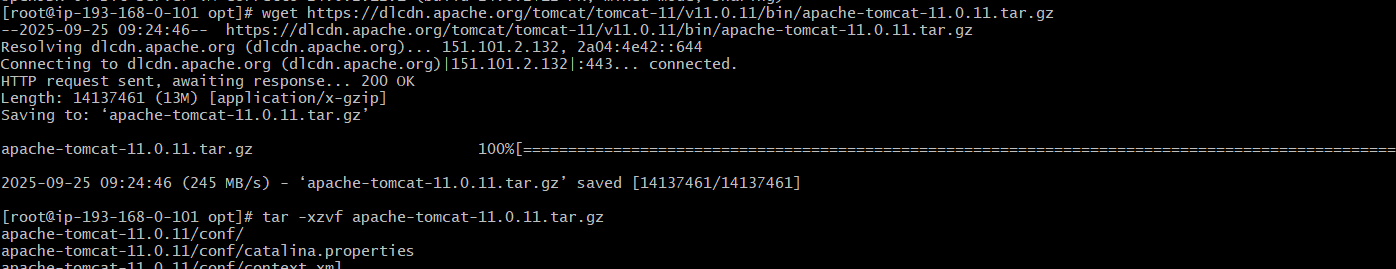 [root@ip-193-168-0-101 opt]# wget https://dlcdn.apache.org/tomcat/tomcat-11/v11.0.11/bin/apache-tomcat-11.0.11.tar.gz
--2025-09-25 09:24:46--  https://dlcdn.apache.org/tomcat/tomcat-11/v11.0.11/bin/apache-tomcat-11.0.11.tar.gz
Resolving dlcdn.apache.org (dlcdn.apache.org)... 151.101.2.132, 2a04:4e42::644
Connecting to dlcdn.apache.org (dlcdn.apache.org)|151.101.2.132|:443... connected.
HTTP request sent, awaiting response... 200 OK
Length: 14137461 (13M) [application/x-gzip]
Saving to: ‘apache-tomcat-11.0.11.tar.gz’
apache-tomcat-11.0.11.tar.gz                         100%[=================================================================================================
2025-09-25 09:24:46 (245 MB/s) - ‘apache-tomcat-11.0.11.tar.gz’ saved [14137461/14137461]
[root@ip-193-168-0-101 opt]# tar -xzvf apache-tomcat-11.0.11.tar.gz
apache-tomcat-11.0.11/conf/
apache-tomcat-11.0.11/conf/catalina.properties
apache-tomcat-11.0.11/conf/context.xml